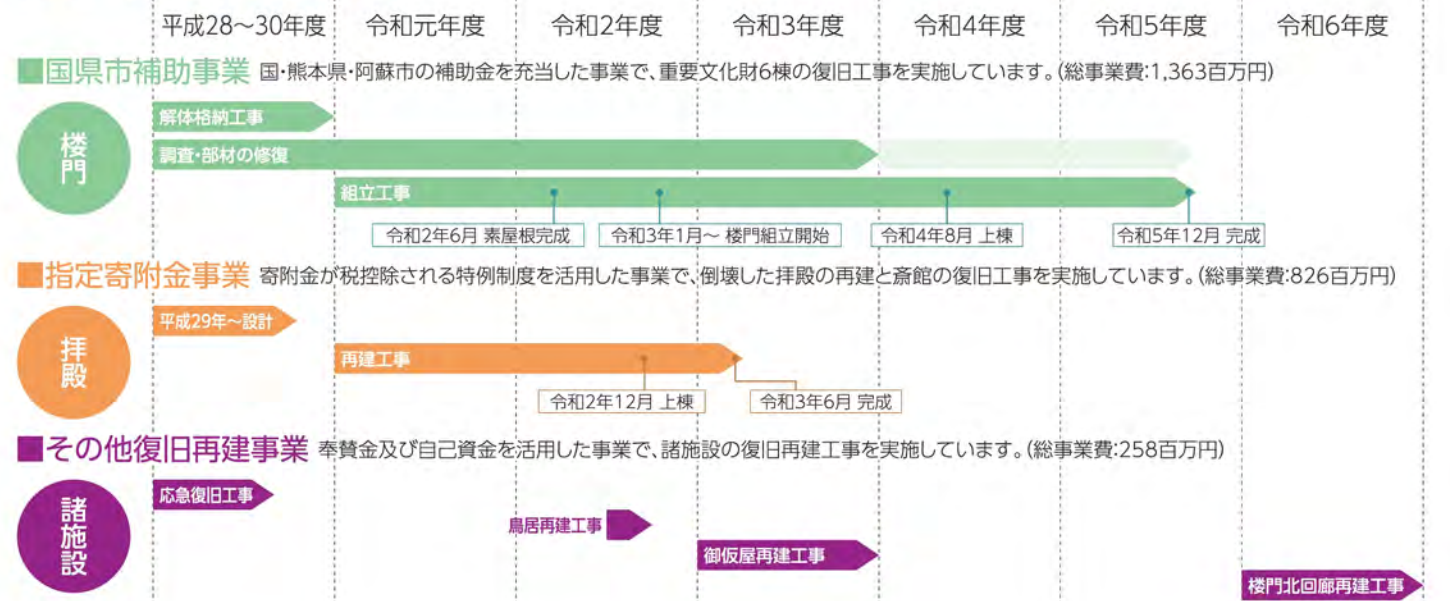 平成28〜30年度 令和元年度 令和2年度 令和3年度 令和4年度 令和5年度 令和6年度
■国県市補助事業 国・熊本県・阿蘇市の補助金を充当した事業で、重要文化財6棟の復旧工事を実施しています。(総事業費:1,363百万円)
楼門
解体格納工事
調査・部材の修復
組立工事
令和2年6月 素屋根完成 令和3年1月〜 楼門組立開始 令和4年8月 上棟 令和5年12月 完成
■指定寄附金事業 寄附金が税控除される特例制度を活用した事業で、倒壊した拝殿の再建と斎館の復旧工事を実施しています。(総事業費:826百万円)
拝殿
平成29年〜設計
再建工事
令和2年12月 上棟 令和3年6月 完成
■その他復旧再建事業 奉賛金及び自己資金を活用した事業で、諸施設の復旧再建工事を実施しています。(総事業費:258百万円)
諸施設
応急復旧工事
鳥居再建工事
御仮屋再建工事
楼門北回廊再建工事